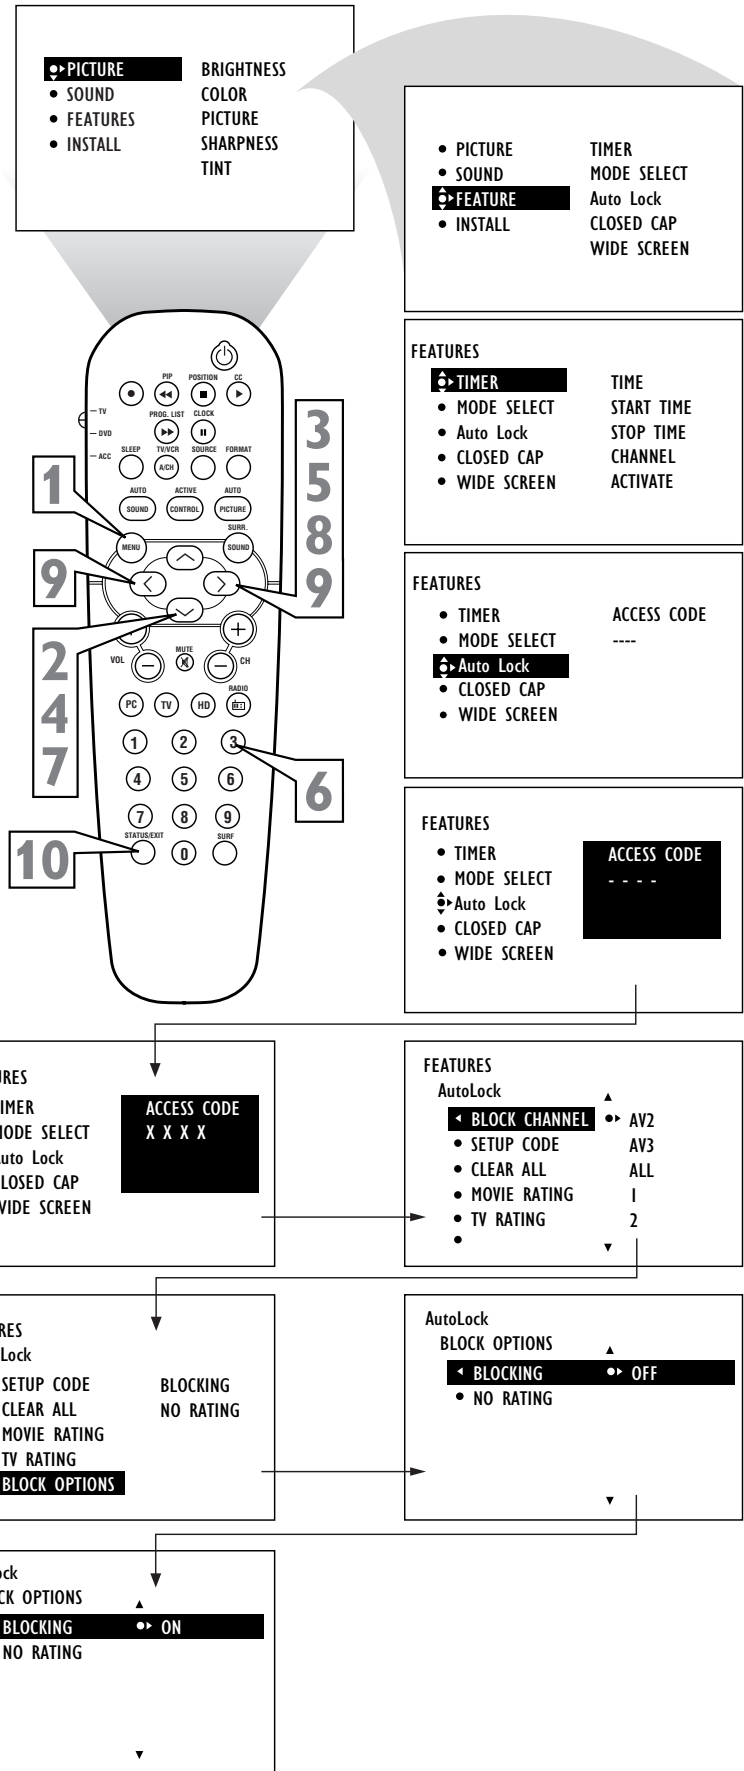 PICTURE BRIGHTNESS
SOUND COLOR
FEATURES PICTURE
INSTALL SHARPNESS
TINT
PICTURE TIMER
SOUND MODE SELECT
FEATURE Auto Lock
INSTALL CLOSED CAP
WIDE SCREEN
FEATURES
TIMER TIME
MODE SELECT START TIME
Auto Lock STOP TIME
CLOSED CAP CHANNEL
WIDE SCREEN ACTIVATE
FEATURES
TIMER ACCESS CODE
MODE SELECT ----
Auto Lock
CLOSED CAP
WIDE SCREEN
FEATURES
TIMER ACCESS CODE
MODE SELECT - - - -
Auto Lock
CLOSED CAP
WIDE SCREEN
PIP POSITION CC
TV
PROG. LIST CLOCK
DVD
ACC
SLEEP TV/VCR SOURCE FORMAT
A/CH
AUTO ACTIVE AUTO
SOUND CONTROL PICTURE
SURR.
MENU SOUND
+ +
VOL MUTE CH
− −
RADIO
PC TV HD
1 2 3
4 5 6
7 8 9
STATUS/EXIT SURF
0
1
9
2
4
7
10
3
5
8
9
6
URES
IMER ACCESS CODE
MODE SELECT X X X X
Auto Lock
LOSED CAP
WIDE SCREEN
FEATURES
AutoLock
BLOCK CHANNEL AV2
SETUP CODE AV3
CLEAR ALL ALL
MOVIE RATING 1
TV RATING 2
RES
Lock
SETUP CODE BLOCKING
CLEAR ALL NO RATING
MOVIE RATING
TV RATING
BLOCK OPTIONS
AutoLock
BLOCK OPTIONS
BLOCKING OFF
NO RATING
ock
CK OPTIONS
BLOCKING ON
NO RATING